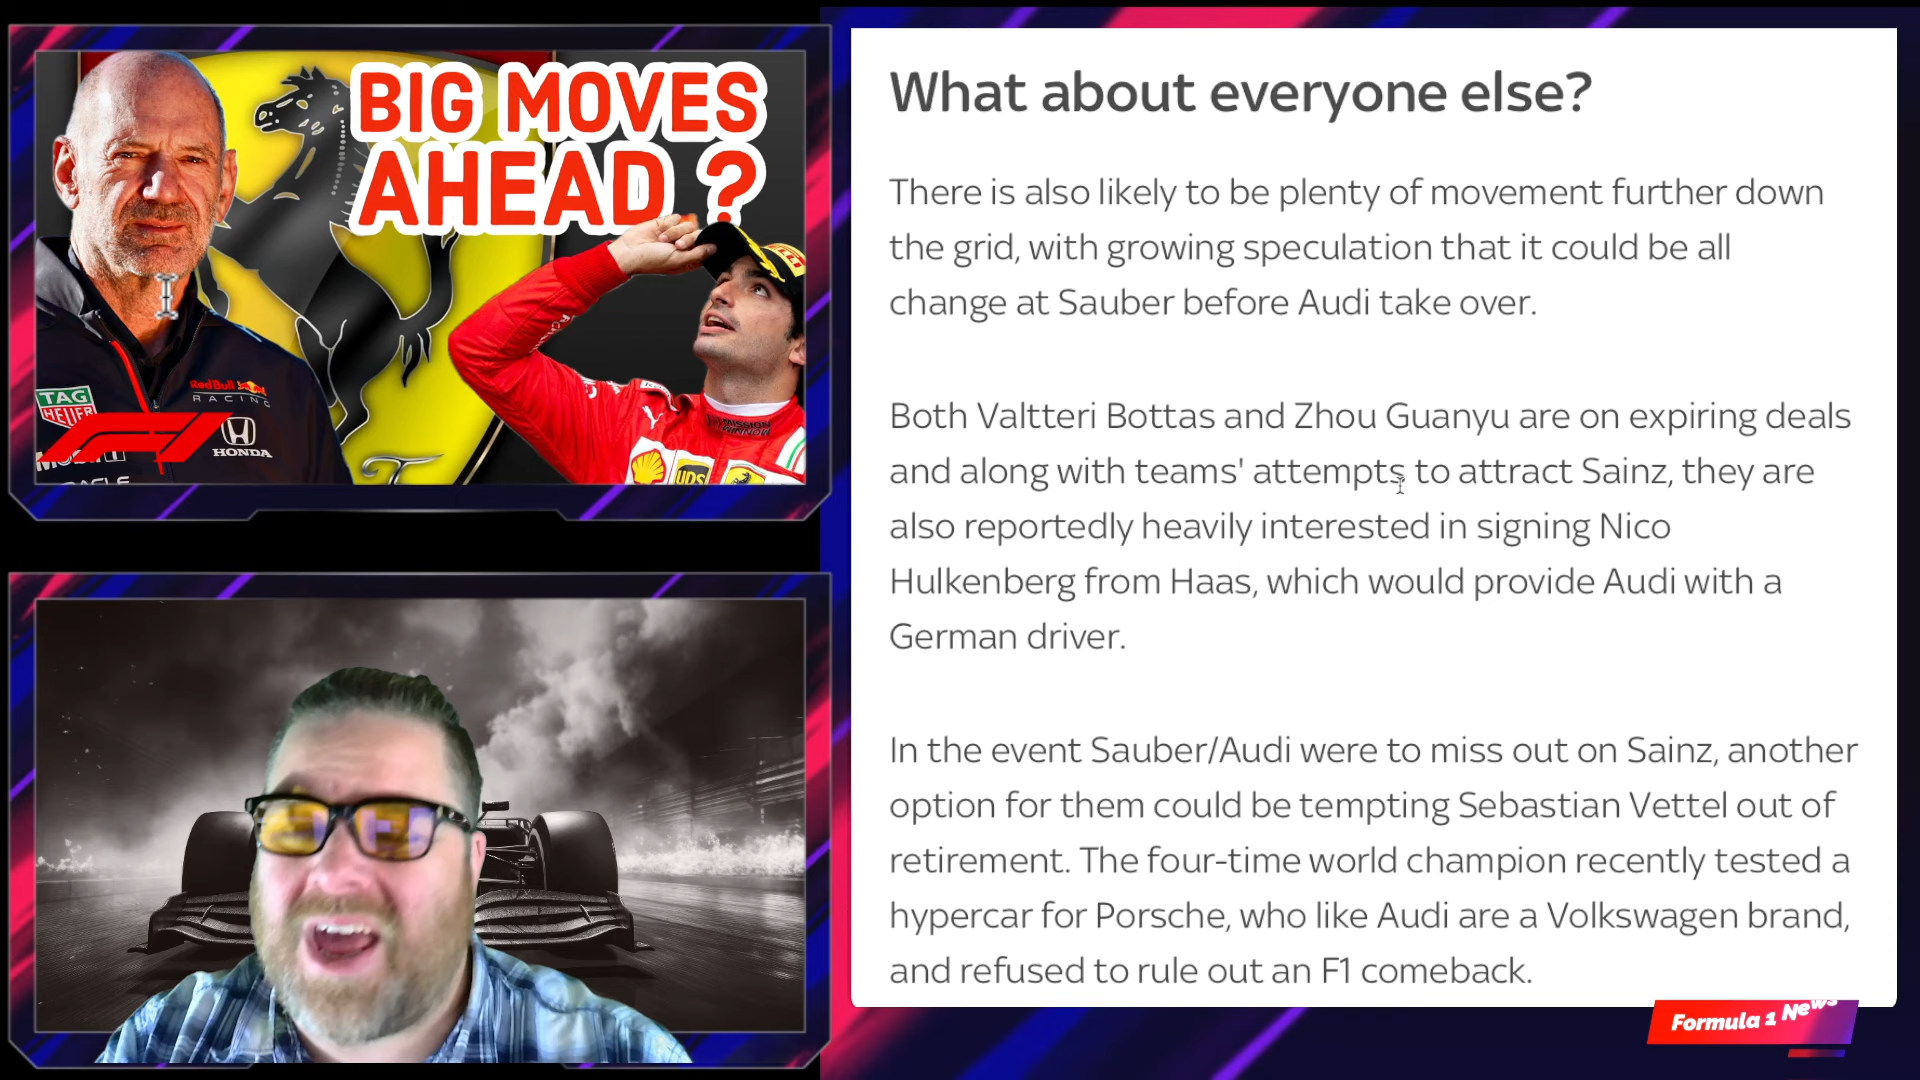 BIG MOVES
AHEAD ?
TAG
HEUER
Red Bull
RACING
HONDA
MISSION
WINNOW
ups
What about everyone else?
There is also likely to be plenty of movement further down
the grid, with growing speculation that it could be all
change at Sauber before Audi take over.
Both Valtteri Bottas and Zhou Guanyu are on expiring deals
and along with teams' attempts to attract Sainz, they are
also reportedly heavily interested in signing Nico
Hulkenberg from Haas, which would provide Audi with a
German driver.
In the event Sauber/Audi were to miss out on Sainz, another
option for them could be tempting Sebastian Vettel out of
retirement. The four-time world champion recently tested a
hypercar for Porsche, who like Audi are a Volkswagen brand,
and refused to rule out an F1 comeback.
Formula 1 News